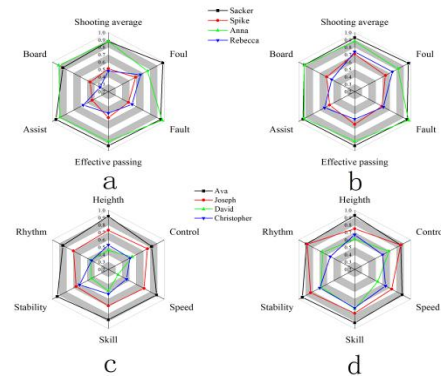 Shooting average
Sacker
Spike
Anna
Rebecca
Shooting average
Board
Foul
Board
Foul
Assist
Fault
Assist
Fault
Effective passing
Effective passing
a
b
Heighth
Ava
Joseph
David
Christopher
Heighth
Rhythm
Control
Rhythm
Control
Stability
Speed
Stability
Speed
Skill
Skill
c
d